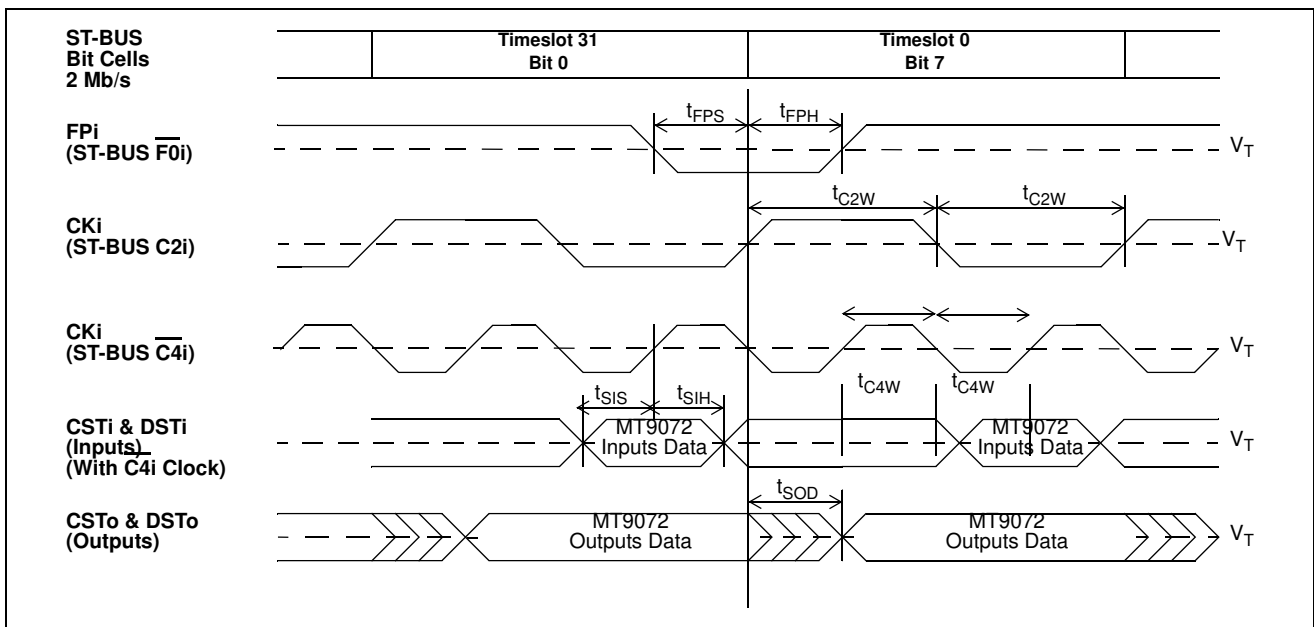 ST-BUS
Bit Cells
2 Mb/s
Timeslot 31
Bit 0
Timeslot 0
Bit 7
FPi
(ST-BUS F̅0̅i̅)
tFPS
tFPH
VT
CKi
(ST-BUS C2i)
tC2W
tC2W
VT
CKi
(ST-BUS C̅4̅i̅)
VT
tC4W
tC4W
tSIS
tSIH
CSTi & DSTi
(Inputs)
(With C̅4̅i̅ Clock)
MT9072
Inputs Data
MT9072
Inputs Data
VT
tSOD
CSTo & DSTo
(Outputs)
MT9072
Outputs Data
MT9072
Outputs Data
VT